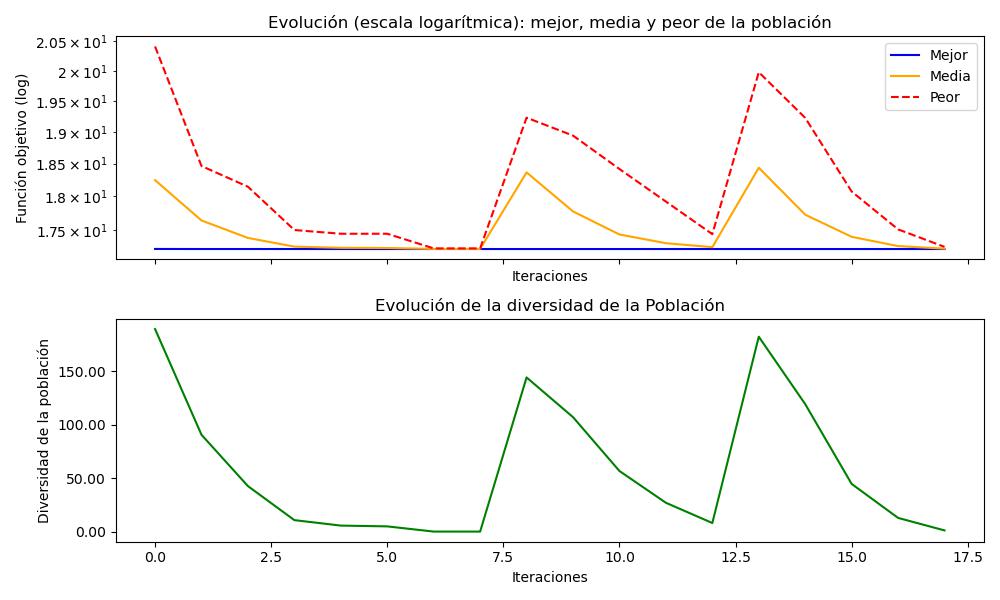 Evolución (escala logarítmica): mejor, media y peor de la población
2.05 × 10¹
2 × 10¹
1.95 × 10¹
1.9 × 10¹
1.85 × 10¹
1.8 × 10¹
1.75 × 10¹
Función objetivo (log)
Mejor
Media
Peor
Iteraciones
Evolución de la diversidad de la Población
150.00
100.00
50.00
0.00
Diversidad de la población
0.0 2.5 5.0 7.5 10.0 12.5 15.0 17.5
Iteraciones